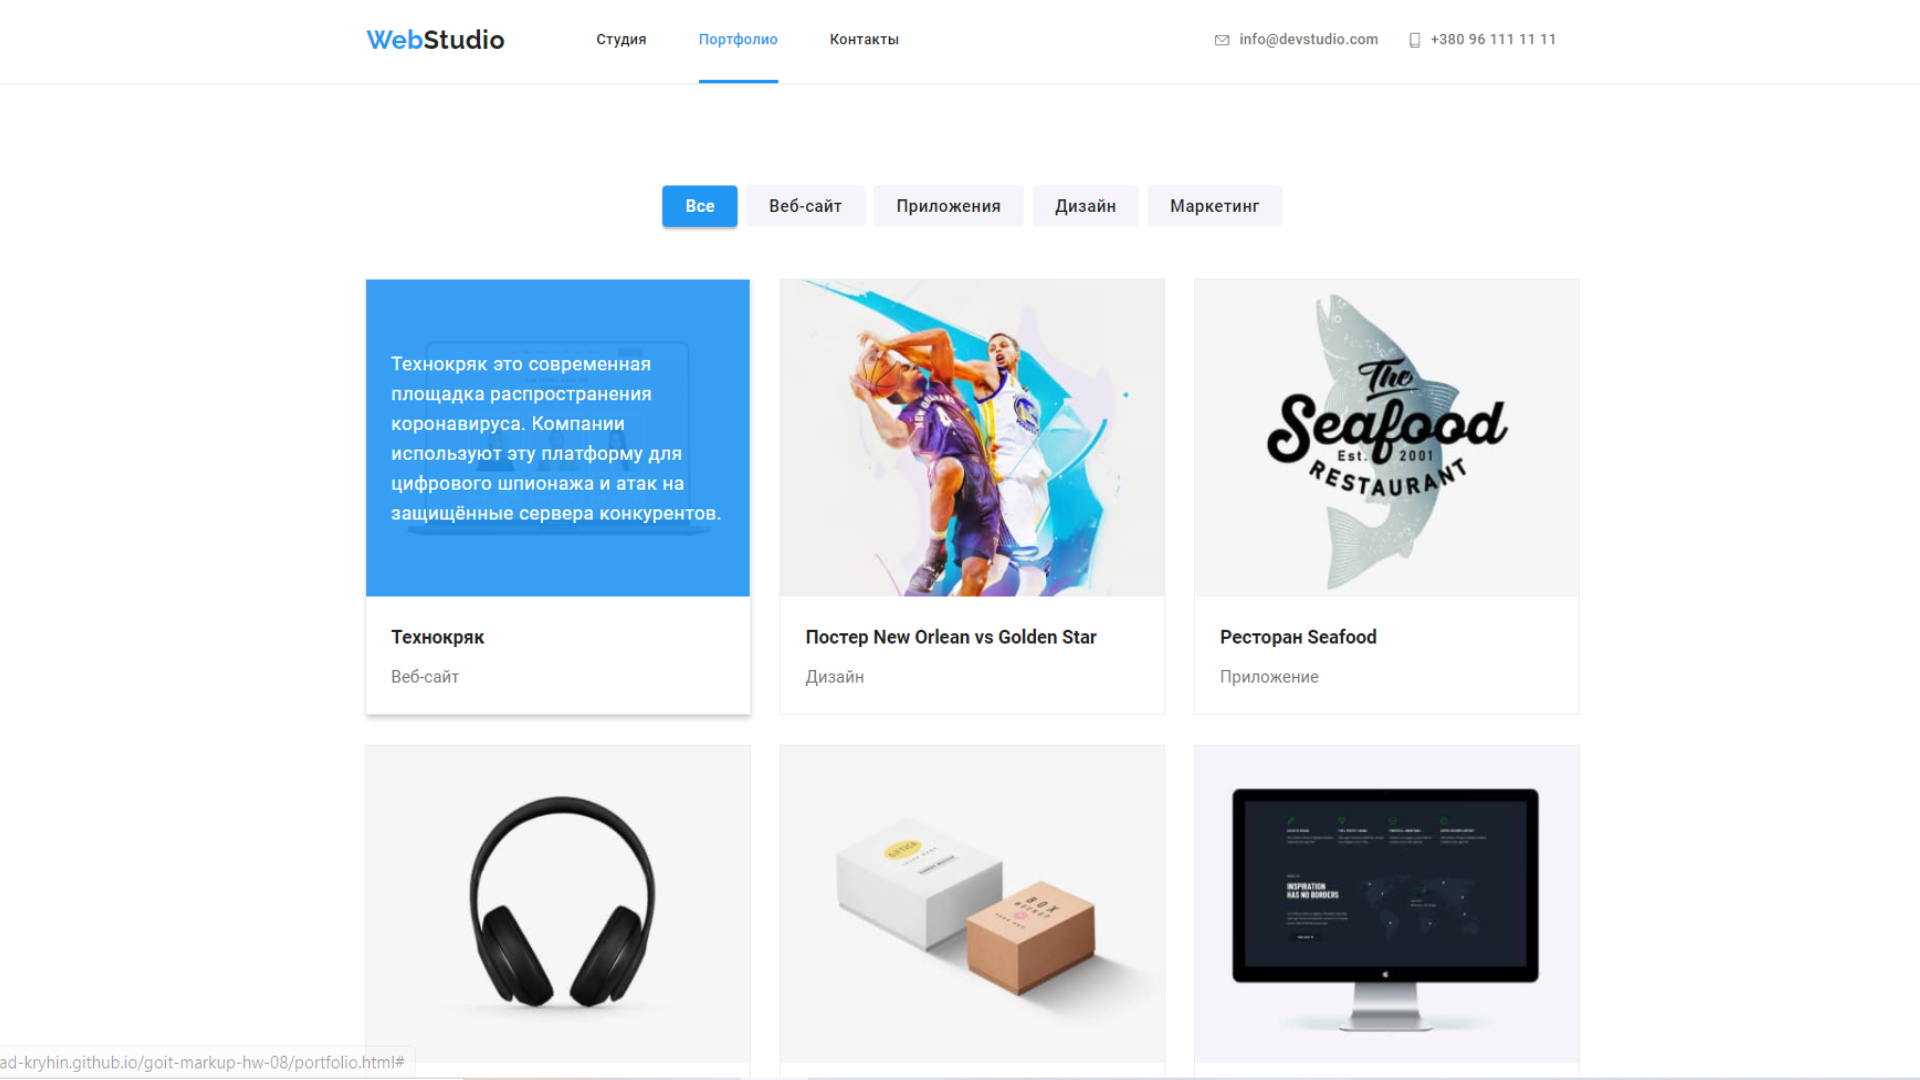 WebStudio
Студия
Портфолио
Контакты
info@devstudio.com
+380 96 111 11 11
Все
Веб-сайт
Приложения
Дизайн
Маркетинг
Технокряк это современная
площадка распространения
коронавируса. Компании
используют эту платформу для
цифрового шпионажа и атак на
защищённые сервера конкурентов.
The
Seafood
Est. 2001
RESTAURANT
Технокряк
Веб-сайт
Постер New Orlean vs Golden Star
Дизайн
Ресторан Seafood
Приложение
BOX
MOCKUP
INSPIRATION
HAS NO BORDERS
ad-kryhin.github.io/goit-markup-hw-08/portfolio.html#